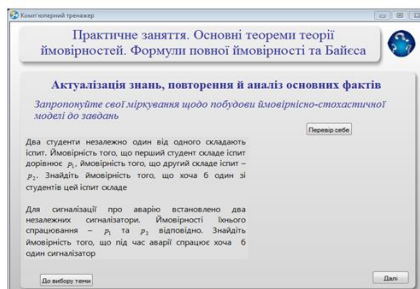 Комп'ютерний тренажер
Практичне заняття. Основні теореми теорії
ймовірностей. Формули повної ймовірності та Байєса
Актуалізація знань, повторення й аналіз основних фактів
Запропонуйте свої міркування щодо побудови ймовірнісно-стохастичної
моделі до завдань
Перевір себе
Два студенти незалежно один від одного складають
іспит. Ймовірність того, що перший студент складе іспит
дорівнює p₁, ймовірність того, що другий складе іспит –
p₂. Знайдіть ймовірність того, що хоча б один зі
студентів цей іспит складе
Для сигналізації про аварію встановлено два
незалежних сигналізатори. Ймовірності їхнього
спрацювання – p₁ та p₂ відповідно. Знайдіть
ймовірність того, що під час аварії спрацює хоча б
один сигналізатор
До вибору теми
Далі